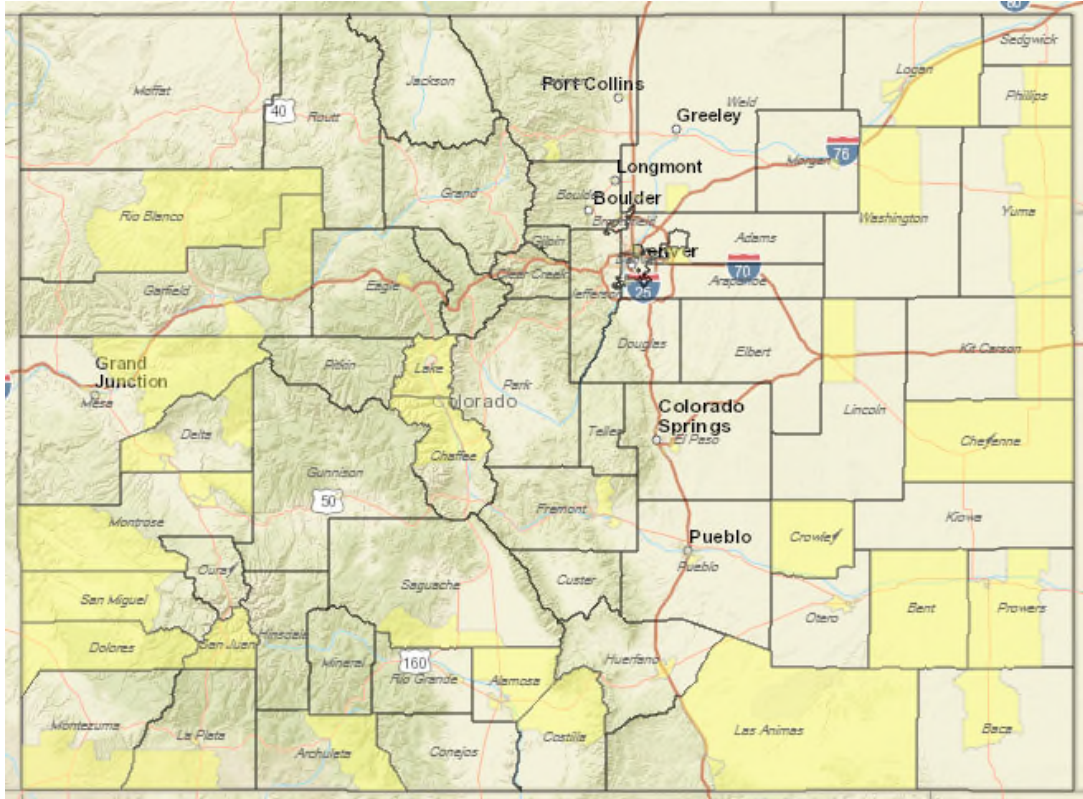 80
Sedgwick
Logan
Moffat
Jackson
Fort Collins
Phillips
40
Routt
Weld
Greeley
76
Morgan
Longmont
Grand
Boulder
Boulder
Rio Blanco
Broomfield
Washington
Yuma
Gilpin
Adams
Denver
Clear Creek
70
Eagle
Garfield
Jefferson
25
Arapahoe
Douglas
Elbert
Kit Carson
Grand
Junction
Pitkin
Lake
Park
Mesa
Colorado
Colorado
Springs
Lincoln
Delta
Teller
El Paso
Cheyenne
Chaffee
Gunnison
50
Fremont
Montrose
Kiowa
Crowley
Pueblo
Ouray
Pueblo
Custer
Saguache
San Miguel
Bent
Prowers
Otero
Dolores
San Juan
Hinsdale
Mineral
160
Rio Grande
Alamosa
Huerfano
Montezuma
La Plata
Archuleta
Conejos
Costilla
Las Animas
Baca